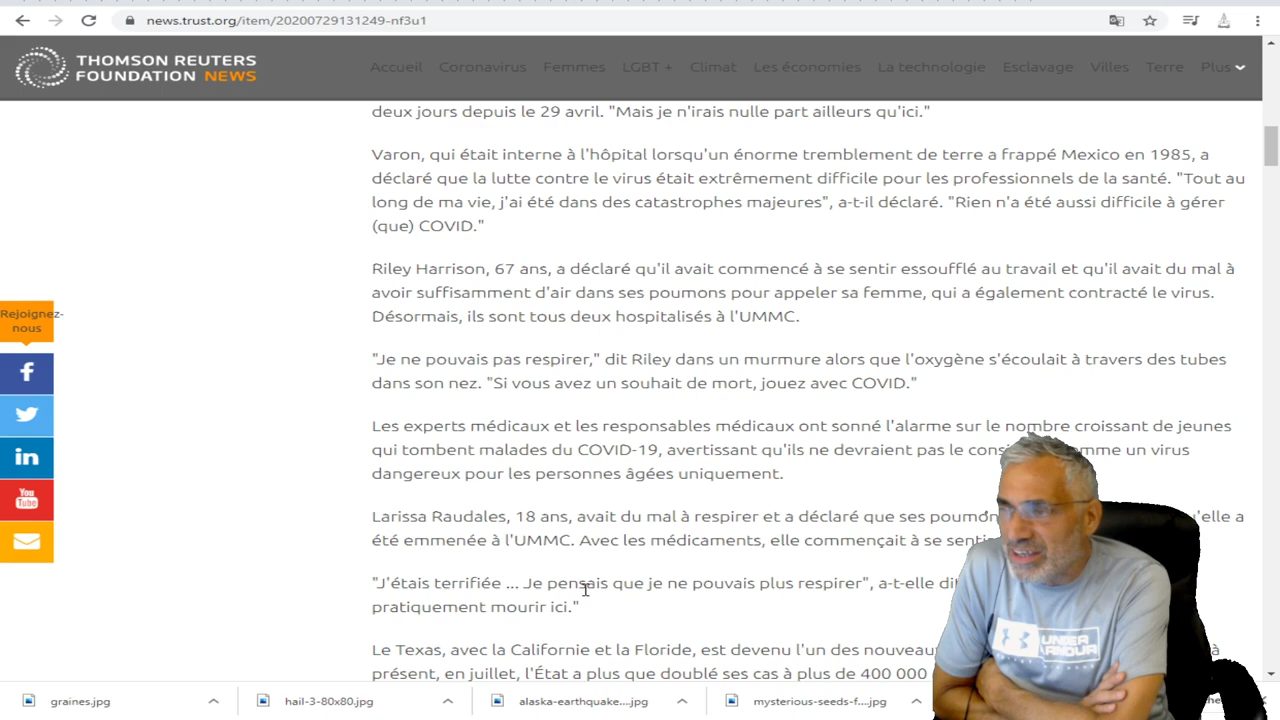 news.trust.org/item/20200729131249-nf3u1
THOMSON REUTERS
FOUNDATION NEWS
Accueil Coronavirus Femmes LGBT + Climat Les économies La technologie Esclavage Villes Terre Plus
deux jours depuis le 29 avril. "Mais je n'irais nulle part ailleurs qu'ici."
Varon, qui était interne à l'hôpital lorsqu'un énorme tremblement de terre a frappé Mexico en 1985, a
déclaré que la lutte contre le virus était extrêmement difficile pour les professionnels de la santé. "Tout au
long de ma vie, j'ai été dans des catastrophes majeures", a-t-il déclaré. "Rien n'a été aussi difficile à gérer
(que) COVID."
Riley Harrison, 67 ans, a déclaré qu'il avait commencé à se sentir essoufflé au travail et qu'il avait du mal à
avoir suffisamment d'air dans ses poumons pour appeler sa femme, qui a également contracté le virus.
Désormais, ils sont tous deux hospitalisés à l'UMMC.
Rejoignez-
nous
"Je ne pouvais pas respirer," dit Riley dans un murmure alors que l'oxygène s'écoulait à travers des tubes
dans son nez. "Si vous avez un souhait de mort, jouez avec COVID."
Les experts médicaux et les responsables médicaux ont sonné l'alarme sur le nombre croissant de jeunes
qui tombent malades du COVID-19, avertissant qu'ils ne devraient pas le un virus
dangereux pour les personnes âgées uniquement.
Larissa Raudales, 18 ans, avait du mal à respirer et a déclaré que ses qu'elle a
été emmenée à l'UMMC. Avec les médicaments, elle commençait à se
"J'étais terrifiée ... Je pensais que je ne pouvais plus respirer", a-t-elle
pratiquement mourir ici."
Le Texas, avec la Californie et la Floride, est devenu l'un des à
présent, en juillet, l'État a plus que doublé ses cas à plus de 400 000
You
Tube
in
UNDER
ARMOUR
graines.jpg
hail-3-80x80.jpg
alaska-earthquake....jpg
mysterious-seeds-f....jpg